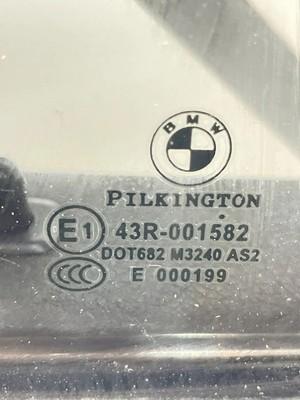 BMW
PILKINGTON
E1 43R-001582
DOT682 M3240 AS2
CCC E 000199